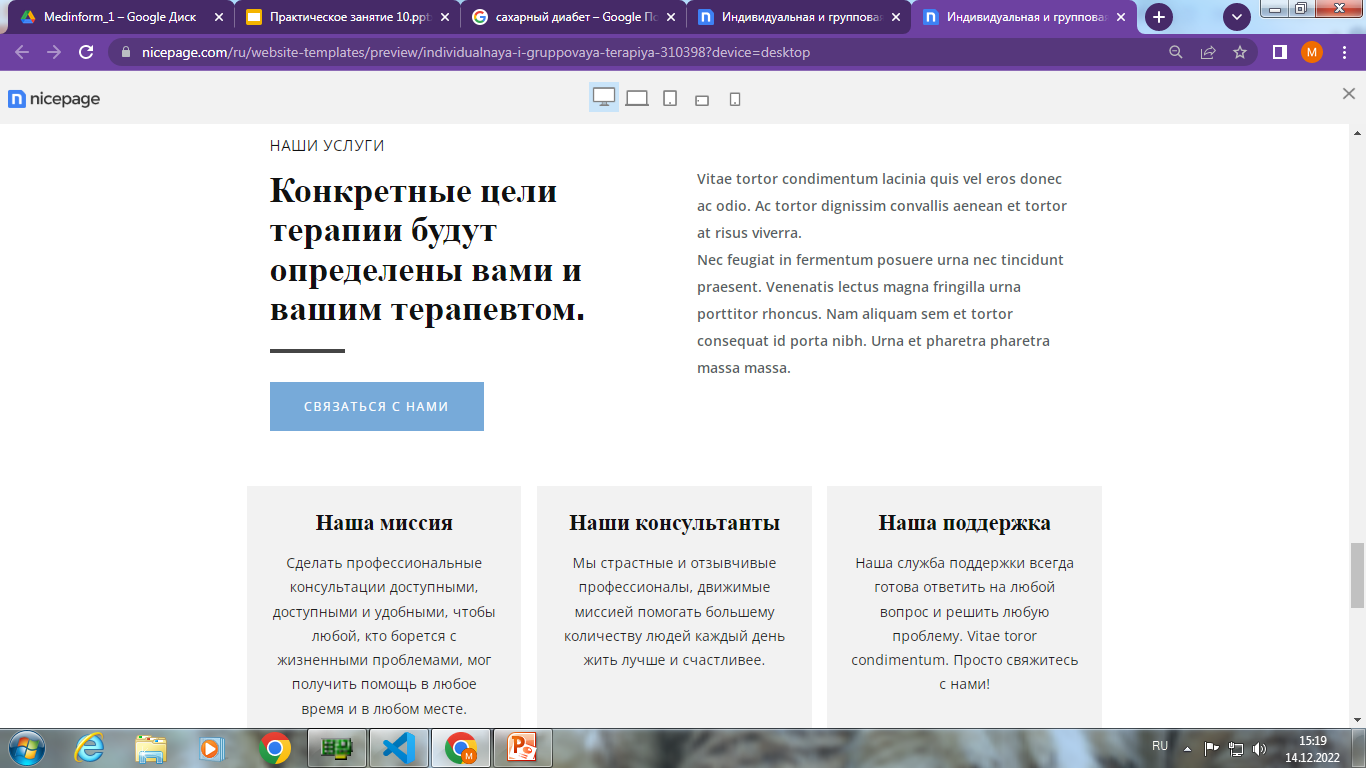 Medinform_1 – Google Диск
Практическое занятие 10.ppt
сахарный диабет – Google По
Индивидуальная и группова
Индивидуальная и группова
nicepage.com/ru/website-templates/preview/individualnaya-i-gruppovaya-terapiya-310398?device=desktop
M
nicepage
НАШИ УСЛУГИ
Конкретные цели
терапии будут
определены вами и
вашим терапевтом.
СВЯЗАТЬСЯ С НАМИ
Vitae tortor condimentum lacinia quis vel eros donec
ac odio. Ac tortor dignissim convallis aenean et tortor
at risus viverra.
Nec feugiat in fermentum posuere urna nec tincidunt
praesent. Venenatis lectus magna fringilla urna
porttitor rhoncus. Nam aliquam sem et tortor
consequat id porta nibh. Urna et pharetra pharetra
massa massa.
Наша миссия
Сделать профессиональные
консультации доступными,
доступными и удобными, чтобы
любой, кто борется с
жизненными проблемами, мог
получить помощь в любое
время и в любом месте.
Наши консультанты
Мы страстные и отзывчивые
профессионалы, движимые
миссией помогать большему
количеству людей каждый день
жить лучше и счастливее.
Наша поддержка
Наша служба поддержки всегда
готова ответить на любой
вопрос и решить любую
проблему. Vitae toror
condimentum. Просто свяжитесь
с нами!
RU
15:19
14.12.2022